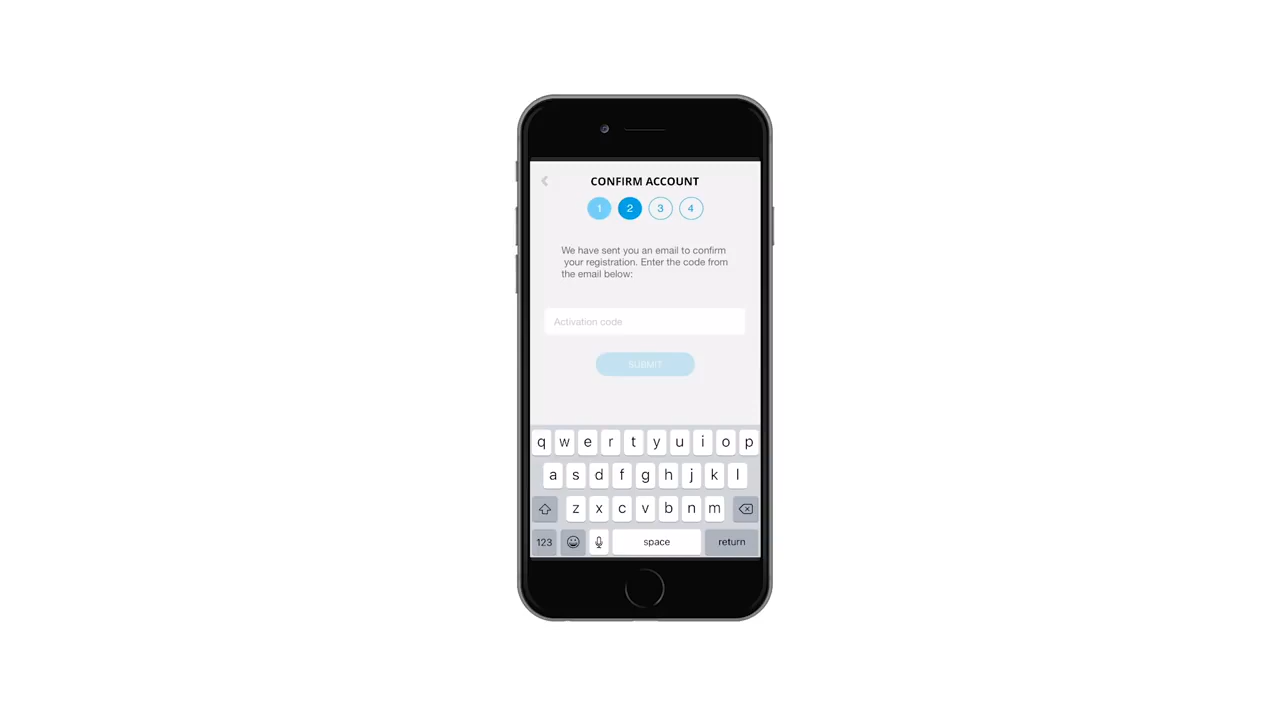 CONFIRM ACCOUNT
1 2 3 4
We have sent you an email to confirm
your registration. Enter the code from
the email below:
Activation code
SUBMIT
q w e r t y u i o p
a s d f g h j k l
z x c v b n m
123 space return